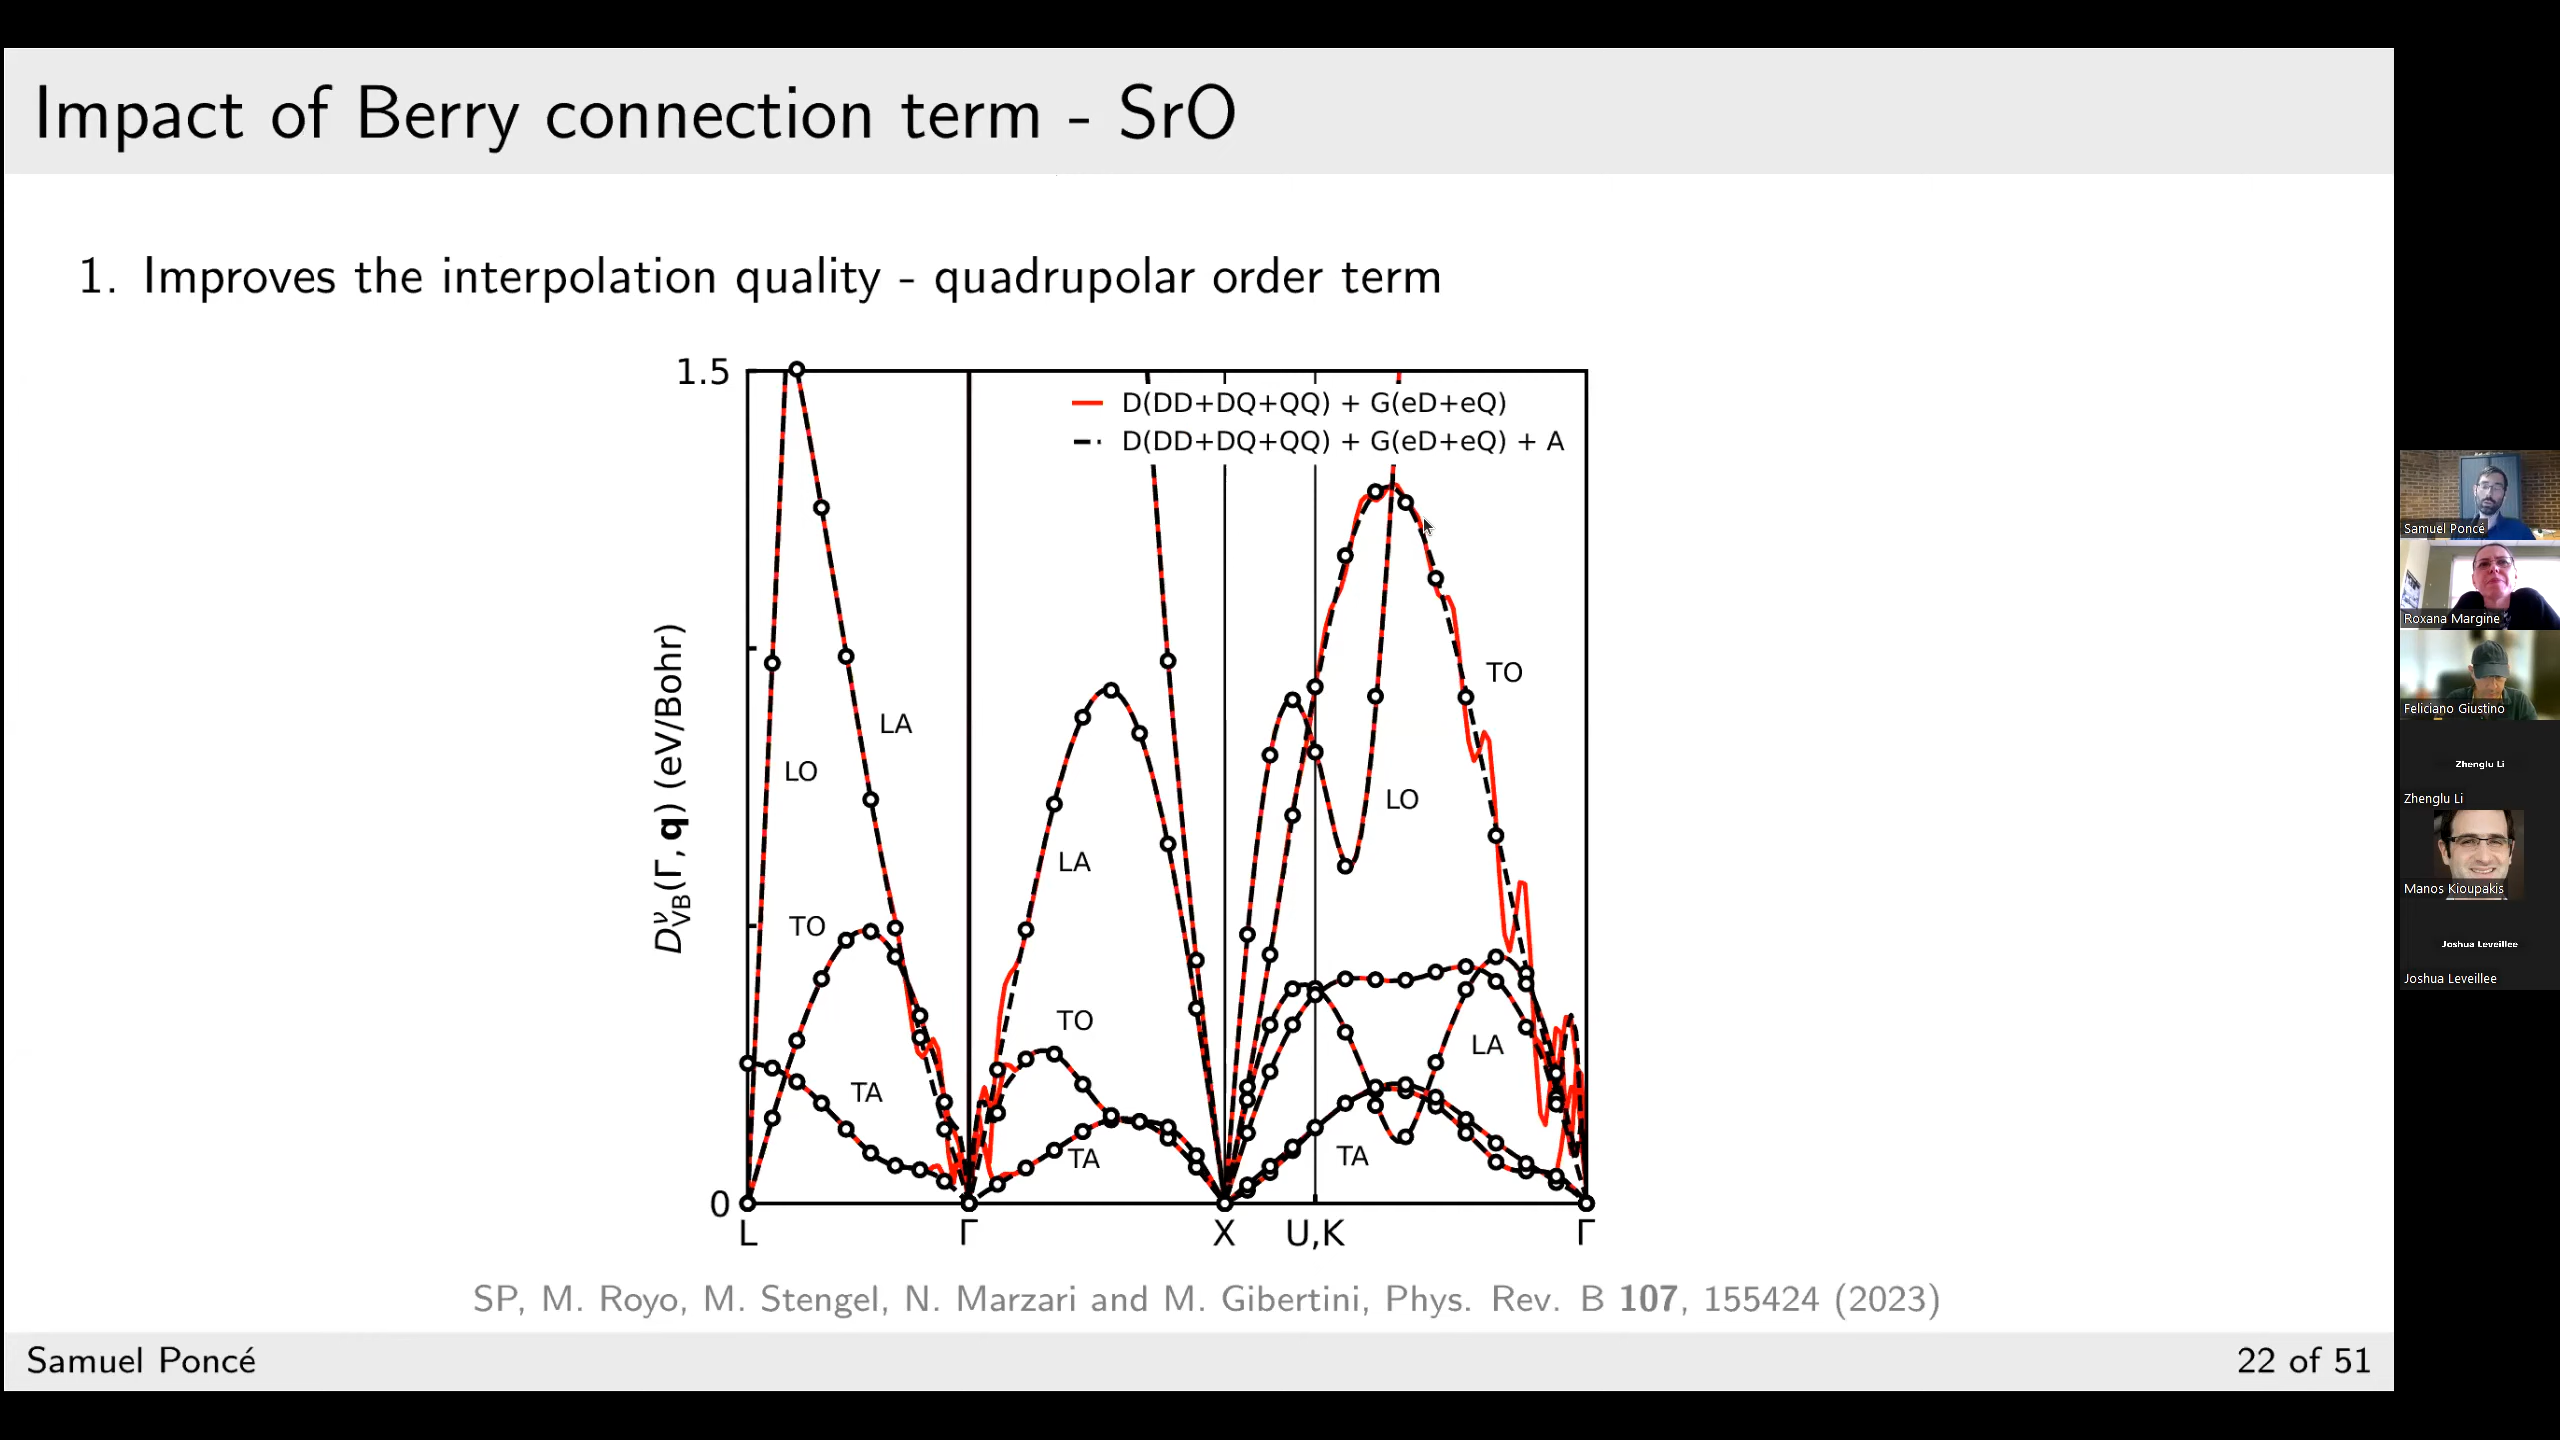 Impact of Berry connection term - SrO
1. Improves the interpolation quality - quadrupolar order term
1.5
D(DD+DQ+QQ) + G(eD+eQ)
D(DD+DQ+QQ) + G(eD+eQ) + A
TO
LA
LO
LO
LA
TO
TO
LA
TA
TA
TA
D^ν_VB(Γ, q) (eV/Bohr)
0
L Γ X U,K Γ
SP, M. Royo, M. Stengel, N. Marzari and M. Gibertini, Phys. Rev. B 107, 155424 (2023)
Samuel Poncé
22 of 51
Samuel Poncé
Roxana Margine
Feliciano Giustino
Zhenglu Li
Zhenglu Li
Manos Kioupakis
Joshua Leveillee
Joshua Leveillee